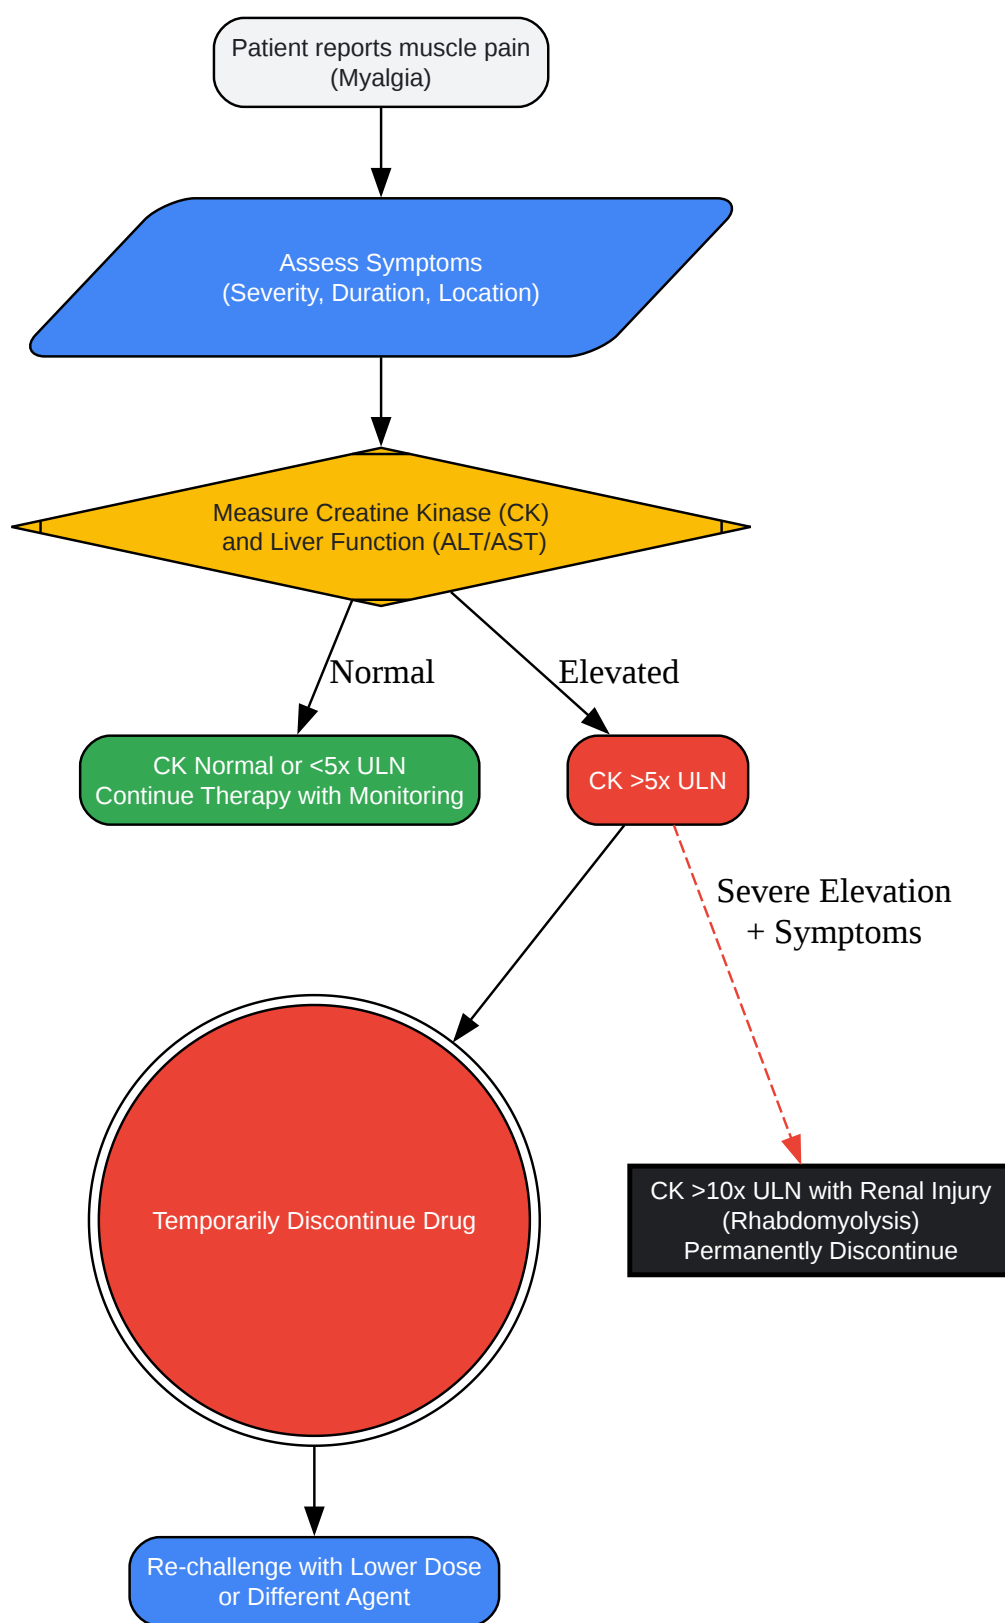 Patient reports muscle pain
(Myalgia)
Assess Symptoms
(Severity, Duration, Location)
Measure Creatine Kinase (CK)
and Liver Function (ALT/AST)
Normal
Elevated
CK Normal or <5x ULN
Continue Therapy with Monitoring
CK >5x ULN
Severe Elevation
+ Symptoms
CK >10x ULN with Renal Injury
(Rhabdomyolysis)
Permanently Discontinue
Temporarily Discontinue Drug
Re-challenge with Lower Dose
or Different Agent